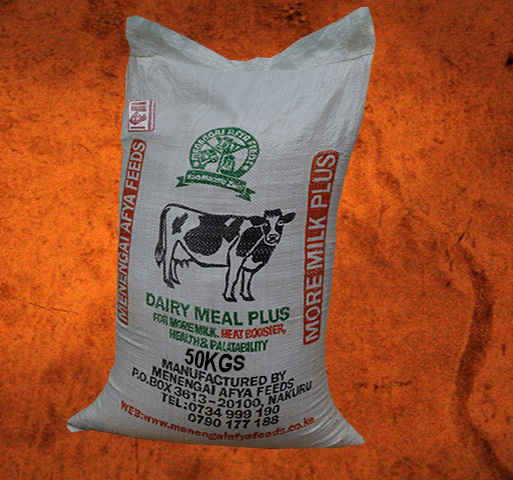 MENENGAI AFYA FEEDS
MENENGAI AFYA FEEDS
MORE MILK PLUS
DAIRY MEAL PLUS
FOR MORE MILK, HEAT BOOSTER,
HEALTH & PALATABILITY
50KGS
MANUFACTURED BY
MENENGAI AFYA FEEDS
P.O.BOX 3613-20100, NAKURU
TEL:0734 999 190
0790 177 188
WEB:www.menengaiafyafeeds.co.ke